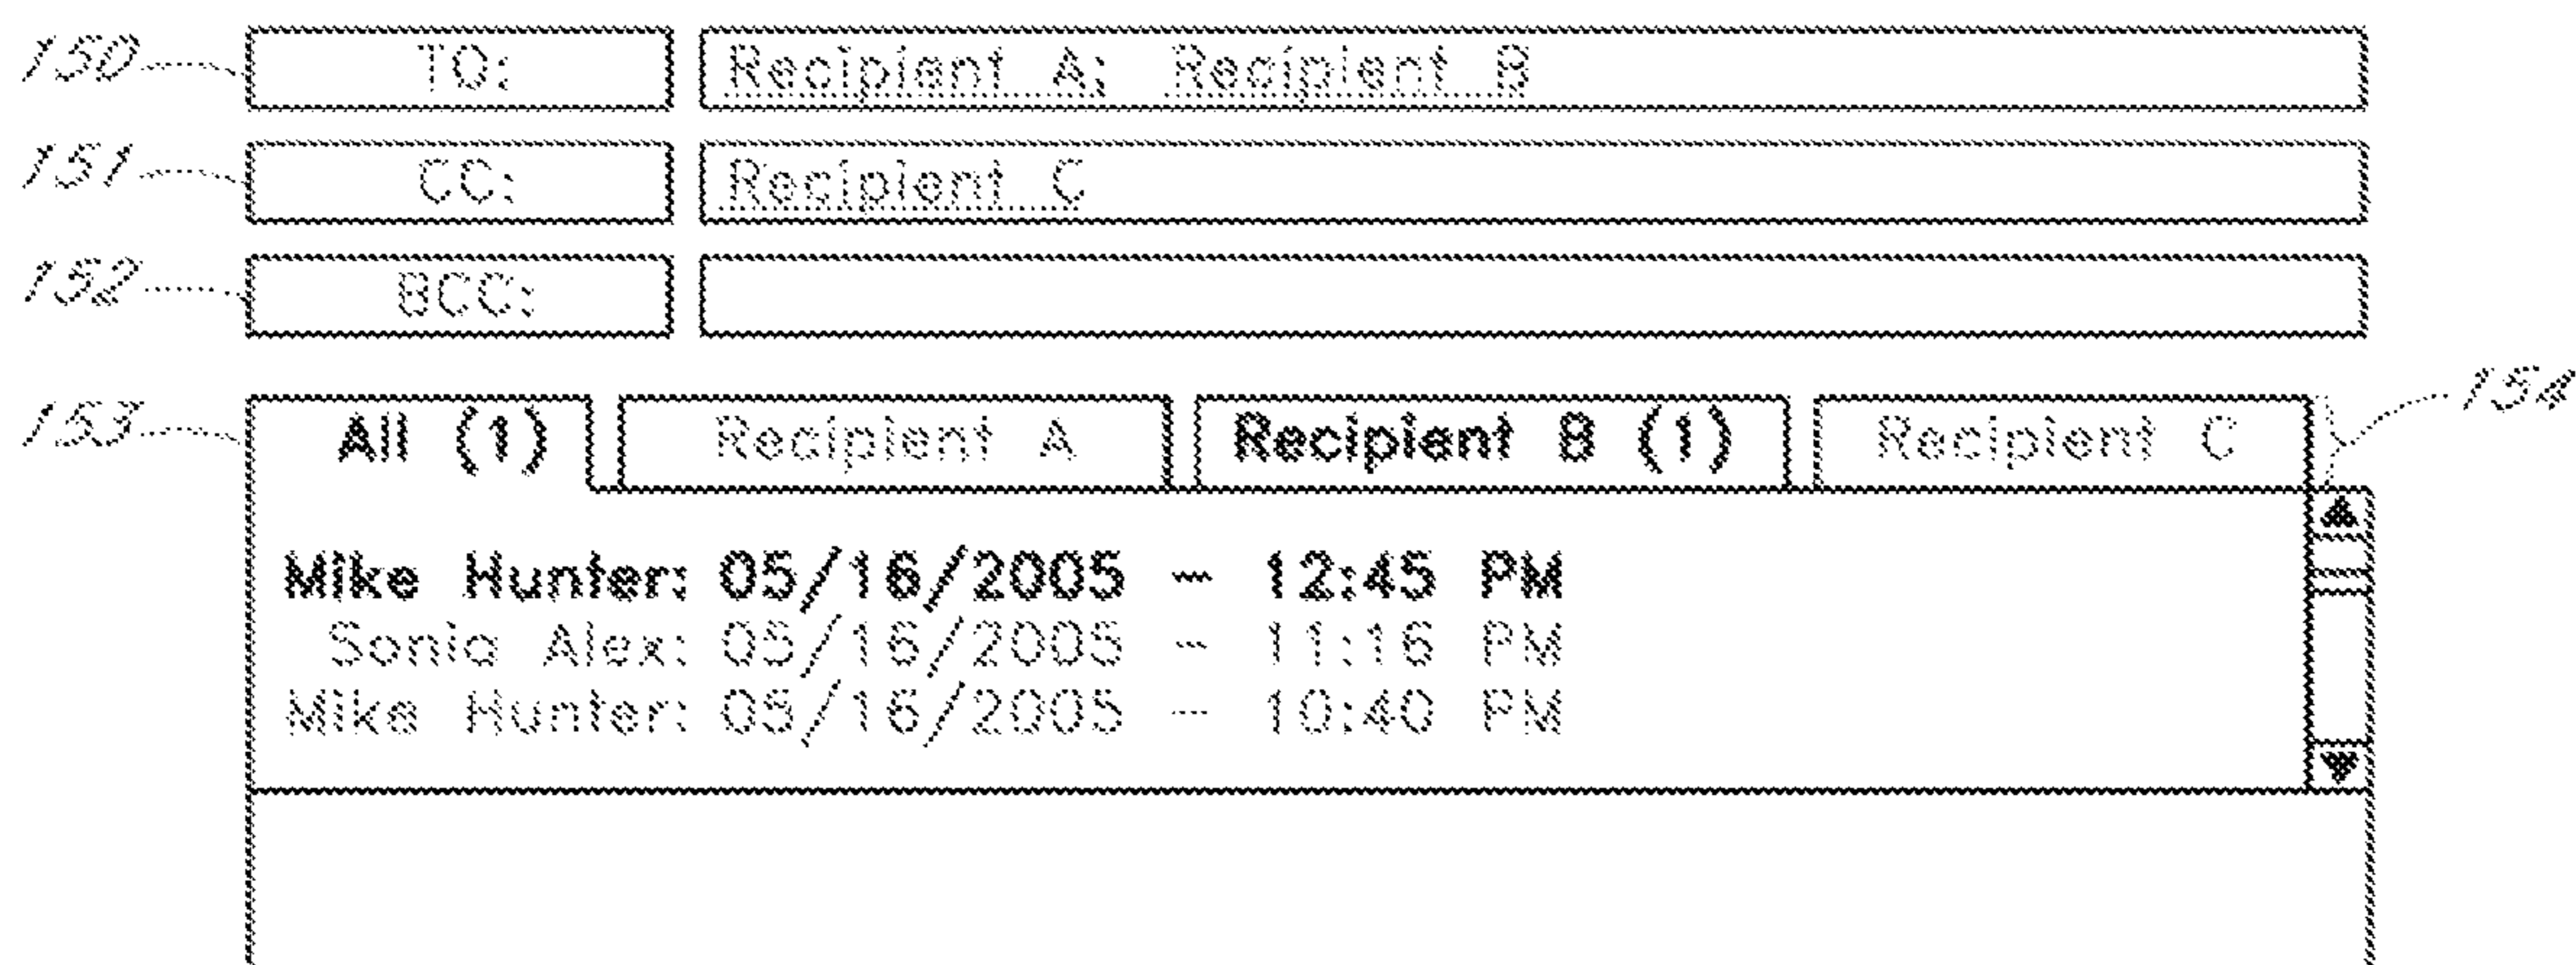 150 TO: Recipient A; Recipient B
151 CC: Recipient C
152 BCC:
153 All (1) Recipient A Recipient B (1) Recipient C 154
Mike Hunter: 05/16/2005 - 12:45 PM
Sonia Alex: 05/16/2005 - 11:16 PM
Mike Hunter: 05/16/2005 - 10:40 PM